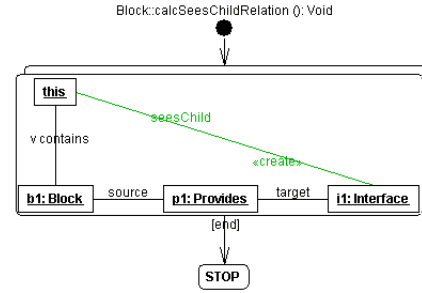 Block::calcSeesChildRelation (): Void
this
seesChild
v contains
«create»
b1: Block
source
p1: Provides
target
i1: Interface
[end]
STOP